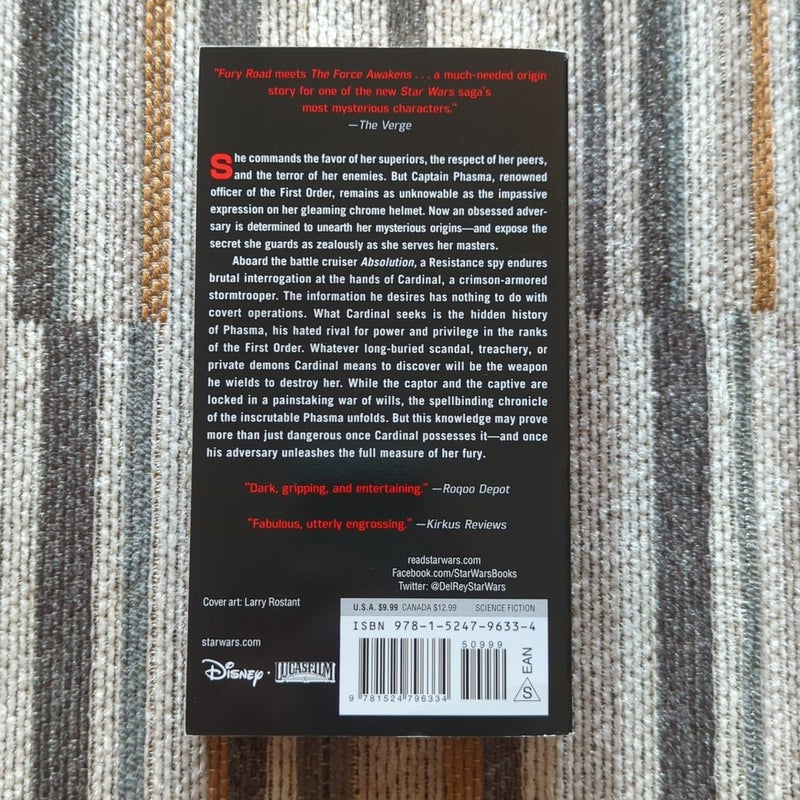 "Fury Road meets The Force Awakens . . . a much-needed origin
story for one of the new Star Wars saga's
most mysterious characters."
—The Verge
She commands the favor of her superiors, the respect of her peers,
and the terror of her enemies. But Captain Phasma, renowned
officer of the First Order, remains as unknowable as the impassive
expression on her gleaming chrome helmet. Now an obsessed adver-
sary is determined to unearth her mysterious origins—and expose the
secret she guards as zealously as she serves her masters.
Aboard the battle cruiser Absolution, a Resistance spy endures
brutal interrogation at the hands of Cardinal, a crimson-armored
stormtrooper. The information he desires has nothing to do with
covert operations. What Cardinal seeks is the hidden history
of Phasma, his hated rival for power and privilege in the ranks
of the First Order. Whatever long-buried scandal, treachery, or
private demons Cardinal means to discover will be the weapon
he wields to destroy her. While the captor and the captive are
locked in a painstaking war of wills, the spellbinding chronicle
of the inscrutable Phasma unfolds. But this knowledge may prove
more than just dangerous once Cardinal possesses it—and once
his adversary unleashes the full measure of her fury.
"Dark, gripping, and entertaining." —Roqoo Depot
"Fabulous, utterly engrossing." —Kirkus Reviews
readstarwars.com
Facebook.com/StarWarsBooks
Twitter: @DelReyStarWars
Cover art: Larry Rostant
U.S.A. $9.99 CANADA $12.99 SCIENCE FICTION
ISBN 978-1-5247-9633-4
50999
starwars.com
Disney · LUCASFILM
9 781524 796334
S EAN